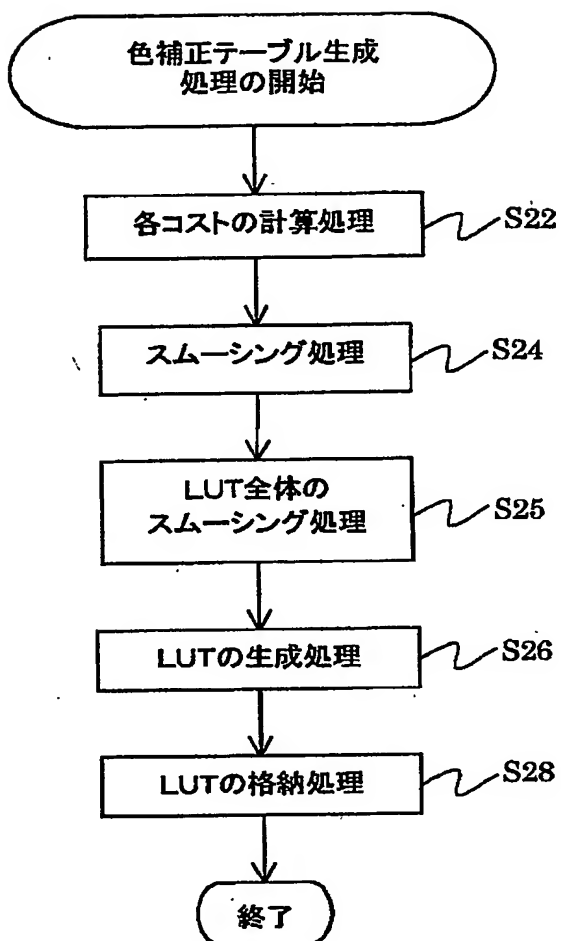 色補正テーブル生成
処理の開始
各コストの計算処理
S22
スムーシング処理
S24
LUT全体の
スムーシング処理
S25
LUTの生成処理
S26
LUTの格納処理
S28
終了